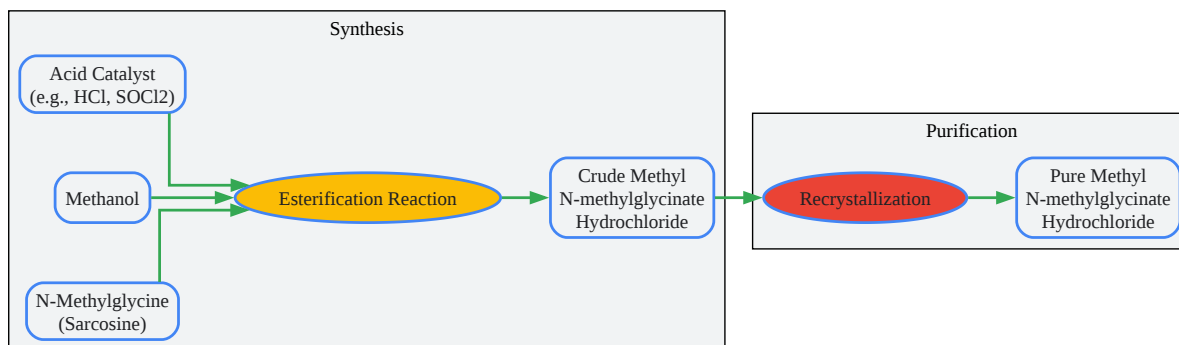 Synthesis
Acid Catalyst
(e.g., HCl, SOCl2)
Methanol
N-Methylglycine
(Sarcosine)
Esterification Reaction
Crude Methyl
N-methylglycinate
Hydrochloride
Purification
Recrystallization
Pure Methyl
N-methylglycinate
Hydrochloride